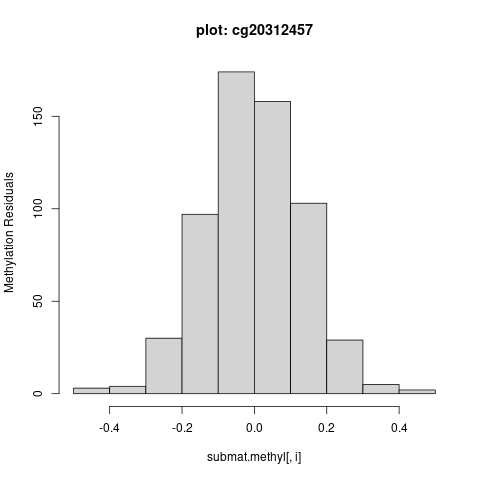 plot: cg20312457
Methylation Residuals
150
100
50
0
-0.4 -0.2 0.0 0.2 0.4
submat.methyl[, i]